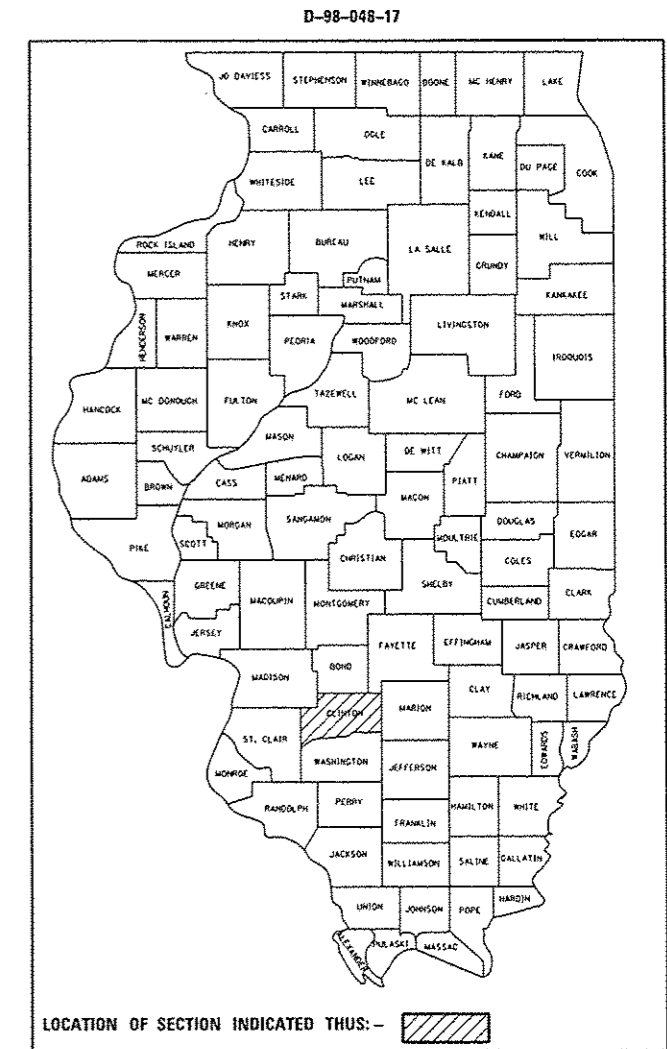 D-98-048-17
JO DAVIESS STEPHENSON WINNEBAGO BOONE MC HENRY LAKE
CARROLL OGLE DE KALB KANE DU PAGE COOK
WHITESIDE LEE KENDALL WILL
ROCK ISLAND HENRY BUREAU LA SALLE GRUNDY
MERCER STARK PUTNAM KANKAKEE
HENDERSON WARREN KNOX PEORIA MARSHALL LIVINGSTON
WOODFORD IROQUOIS
HANCOCK MC DONOUGH FULTON TAZEWELL MC LEAN FORD
MASON
SCHUYLER LOGAN DE WITT CHAMPAIGN VERMILION
ADAMS BROWN CASS MENARD PIATT
MACON
MORGAN SANGAMON DOUGLAS
PIKE SCOTT MOULTRIE EDGAR
CHRISTIAN COLES
GREENE SHELBY
CALHOUN MACOUPIN MONTGOMERY CUMBERLAND CLARK
JERSEY
FAYETTE EFFINGHAM JASPER CRAWFORD
MADISON BOND
CLAY RICHLAND LAWRENCE
CLINTON MARION
ST. CLAIR WAYNE EDWARDS WABASH
WASHINGTON JEFFERSON
MONROE
RANDOLPH PERRY HAMILTON WHITE
FRANKLIN
JACKSON WILLIAMSON SALINE GALLATIN
UNION JOHNSON POPE HARDIN
ALEXANDER PULASKI MASSAC
LOCATION OF SECTION INDICATED THUS: -